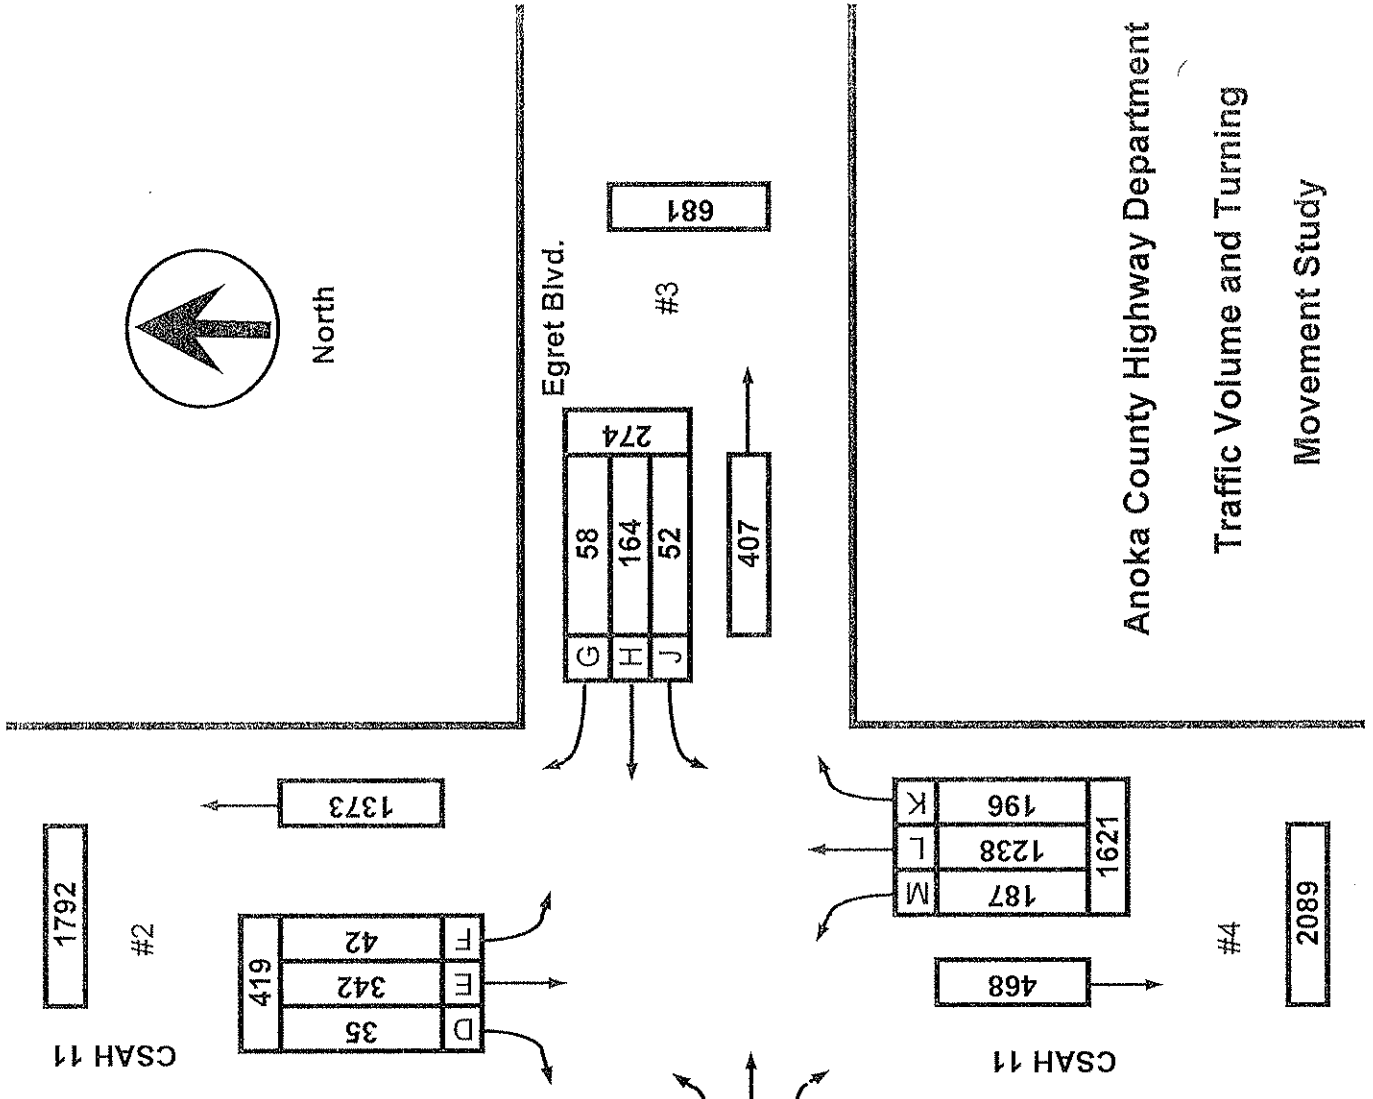 CSAH 11
#2
1792
419
35
342
42
D
E
F
1373
North
Egret Blvd.
G
H
J
58
164
52
274
407
#3
681
M
L
K
187
1238
196
1621
468
CSAH 11
#4
2089
Anoka County Highway Department
Traffic Volume and Turning
Movement Study